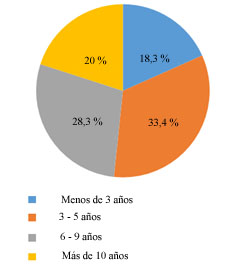 20 %
18,3 %
28,3 %
33,4 %
Menos de 3 años
3 - 5 años
6 - 9 años
Más de 10 años